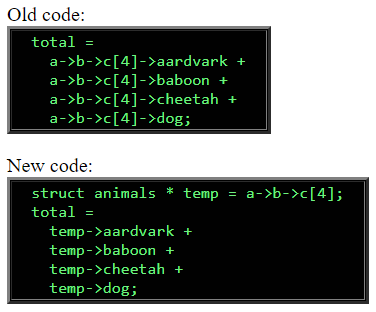 Old code:
total =
a->b->c[4]->aardvark +
a->b->c[4]->baboon +
a->b->c[4]->cheetah +
a->b->c[4]->dog;
New code:
struct animals * temp = a->b->c[4];
total =
temp->aardvark +
temp->baboon +
temp->cheetah +
temp->dog;